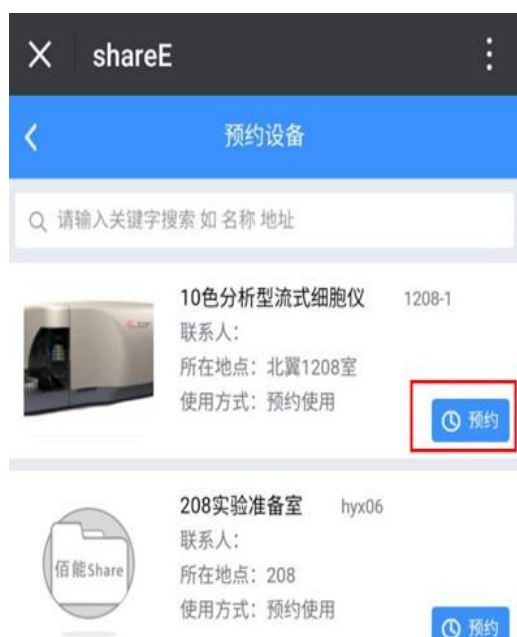 shareE
预约设备
请输入关键字搜索 如 名称 地址
10色分析型流式细胞仪 1208-1
联系人：
所在地点：北翼1208室
使用方式：预约使用
预约
208实验准备室 hyx06
佰能Share
联系人：
所在地点：208
使用方式：预约使用
预约